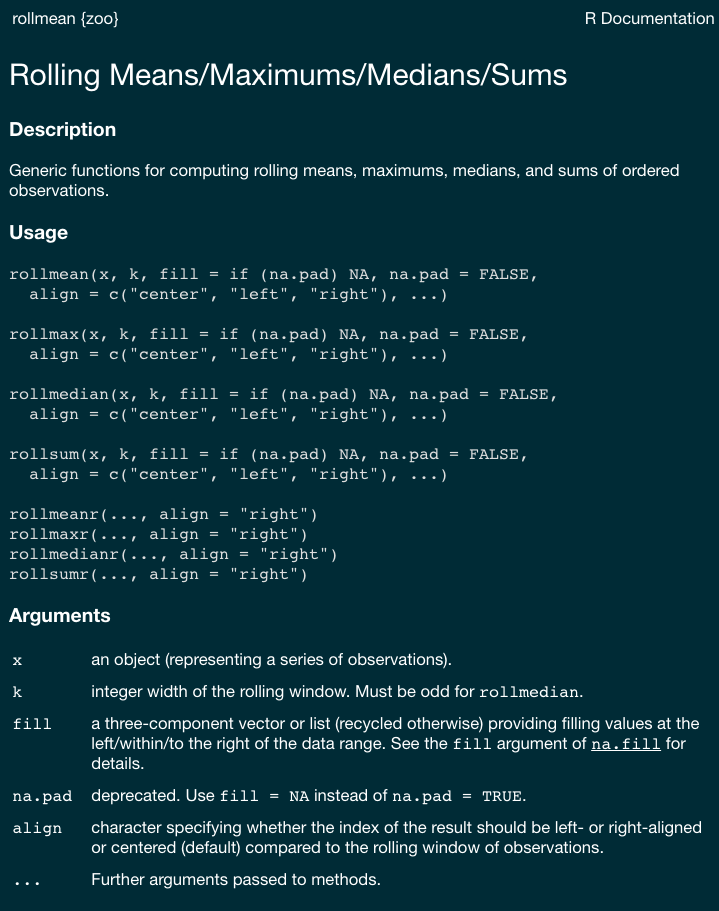 rollmean {zoo} R Documentation
Rolling Means/Maximums/Medians/Sums
Description
Generic functions for computing rolling means, maximums, medians, and sums of ordered
observations.
Usage
rollmean(x, k, fill = if (na.pad) NA, na.pad = FALSE,
  align = c("center", "left", "right"), ...)
rollmax(x, k, fill = if (na.pad) NA, na.pad = FALSE,
  align = c("center", "left", "right"), ...)
rollmedian(x, k, fill = if (na.pad) NA, na.pad = FALSE,
  align = c("center", "left", "right"), ...)
rollsum(x, k, fill = if (na.pad) NA, na.pad = FALSE,
  align = c("center", "left", "right"), ...)
rollmeanr(..., align = "right")
rollmaxr(..., align = "right")
rollmedianr(..., align = "right")
rollsumr(..., align = "right")
Arguments
x an object (representing a series of observations).
k integer width of the rolling window. Must be odd for rollmedian.
fill a three-component vector or list (recycled otherwise) providing filling values at the
left/within/to the right of the data range. See the fill argument of na.fill for
details.
na.pad deprecated. Use fill = NA instead of na.pad = TRUE.
align character specifying whether the index of the result should be left- or right-aligned
or centered (default) compared to the rolling window of observations.
... Further arguments passed to methods.